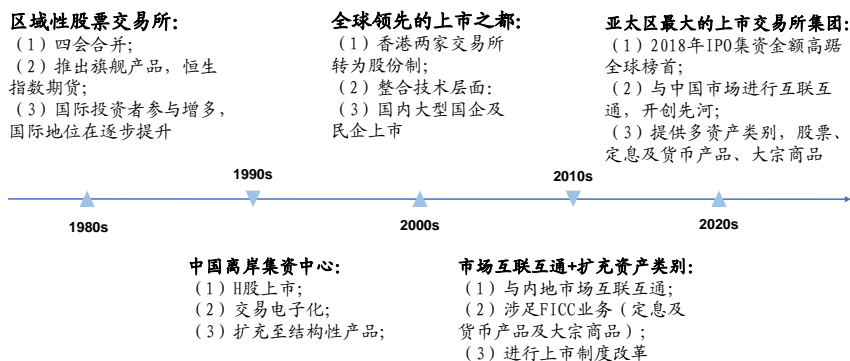 区域性股票交易所：
（1）四会合并;
（2）推出旗舰产品，恒生
指数期货;
（3）国际投资者参与增多，
国际地位在逐步提升
全球领先的上市之都：
（1）香港两家交易所
转为股份制;
（2）整合技术层面:
（3）国内大型国企及
民企上市
亚太区最大的上市交易所集团：
（1）2018年IPO集资金额高踞
全球榜首;
（2）与中国市场进行互联互
通，开创先河;
（3）提供多资产类别，股票、
定息及货币产品、大宗商品
1990s
2010s
1980s
2000s
2020s
中国离岸集资中心：
（1）H股上市;
（2）交易电子化;
（3）扩充至结构性产品;
市场互联互通+扩充资产类别：
（1）与内地市场互联互通;
（2）涉足FICC业务（定息及
货币产品及大宗商品）;
（3）进行上市制度改革